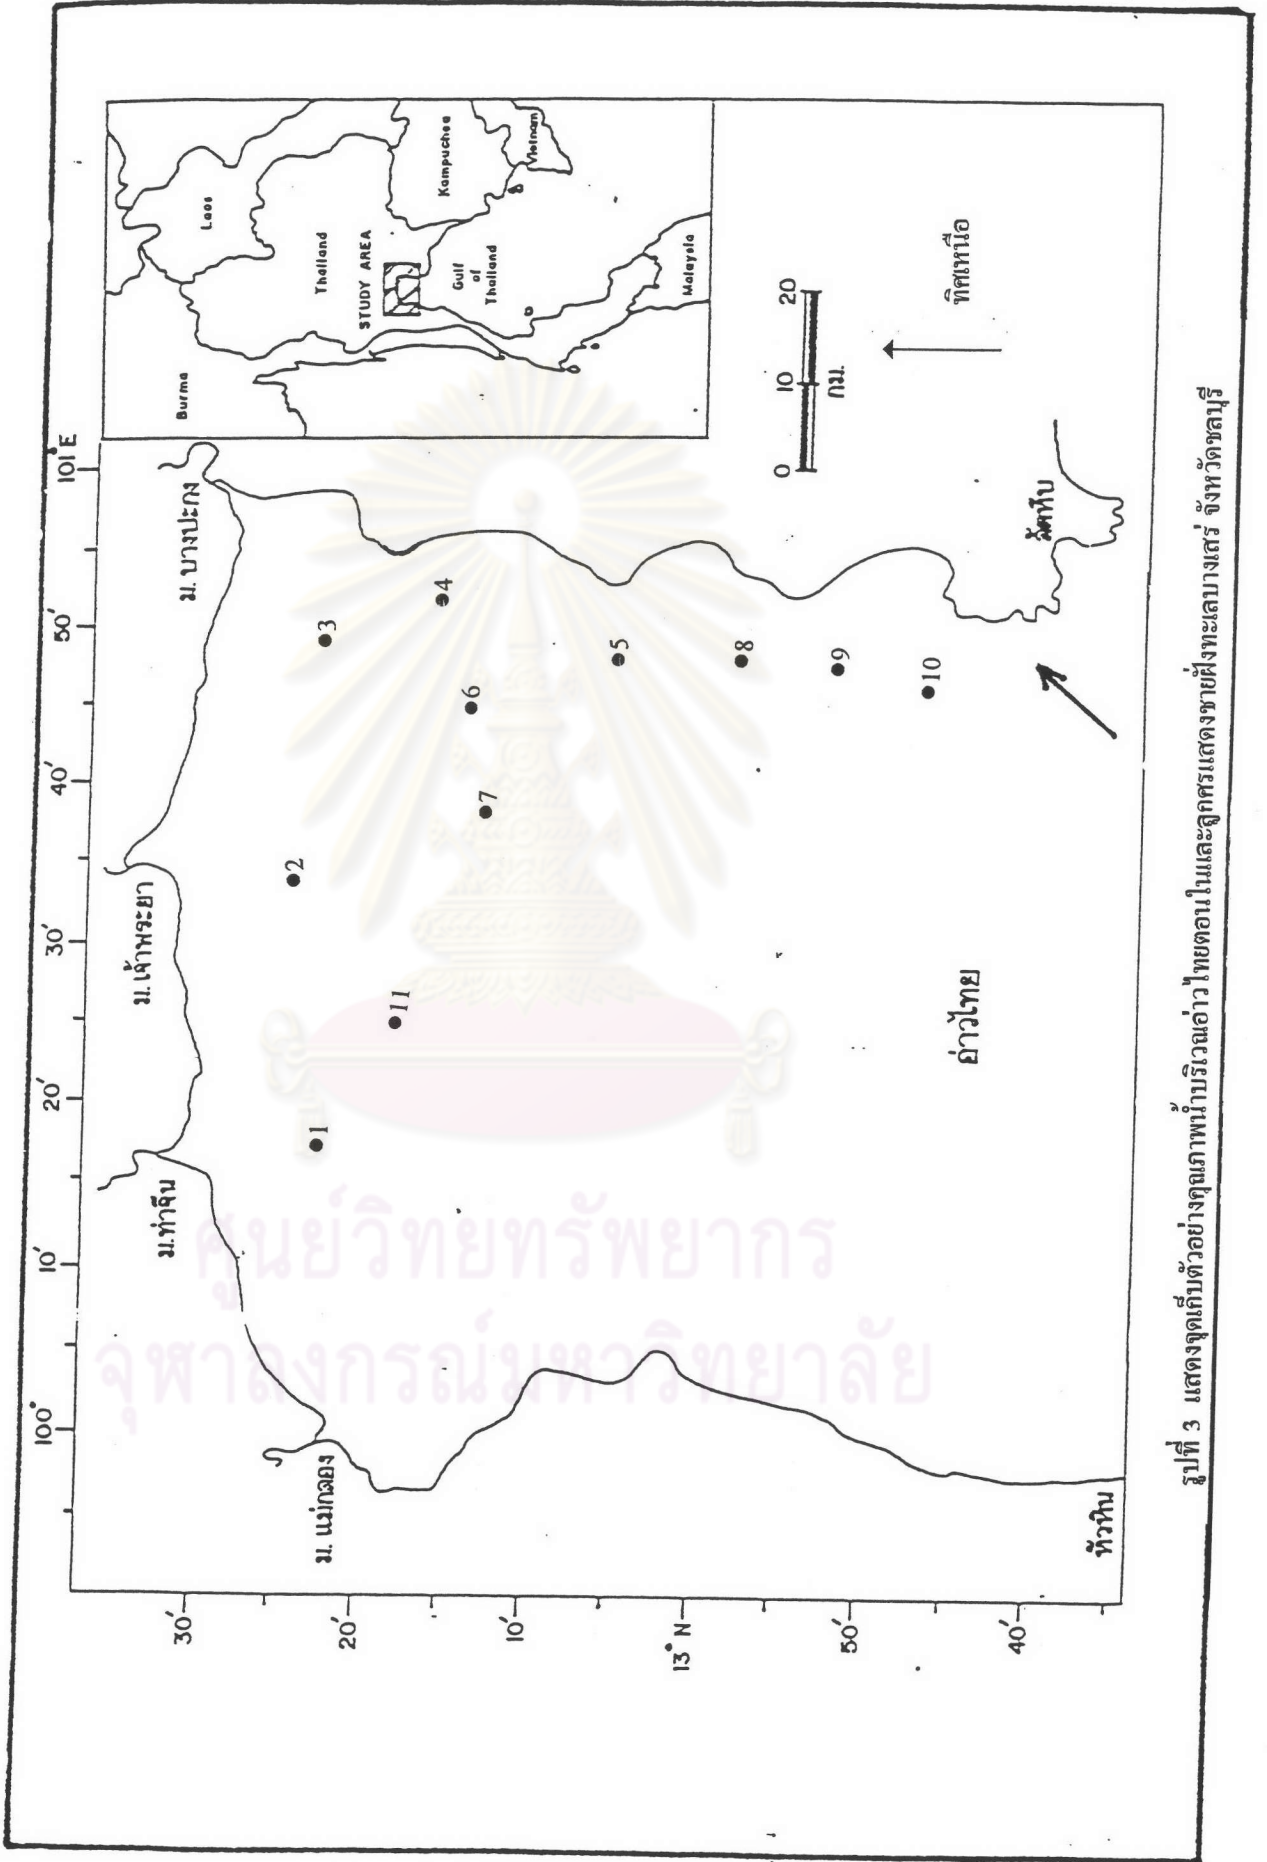 100°
10′
20′
30′
40′
50′
101°E
30′
20′
10′
13°N
50′
40′
ม. แม่กลอง
ม.ท่าจีน
ม.เจ้าพระยา
ม. บางปะกง
หัวหิน
สัตหีบ
อ่าวไทย
1
2
3
4
5
6
7
8
9
10
11
Burma
Laos
Thailand
STUDY AREA
Kampuchea
Vietnam
Gulf
of
Thailand
Malaysia
0 10 20
กม.
ทิศเหนือ
ศูนย์วิทยทรัพยากร
จุฬาลงกรณ์มหาวิทยาลัย
รูปที่ 3 แสดงจุดเก็บตัวอย่างคุณภาพน้ำบริเวณอ่าวไทยตอนในและลูกศรแสดงชายฝั่งทะเลบางเสร่ จังหวัดชลบุรี